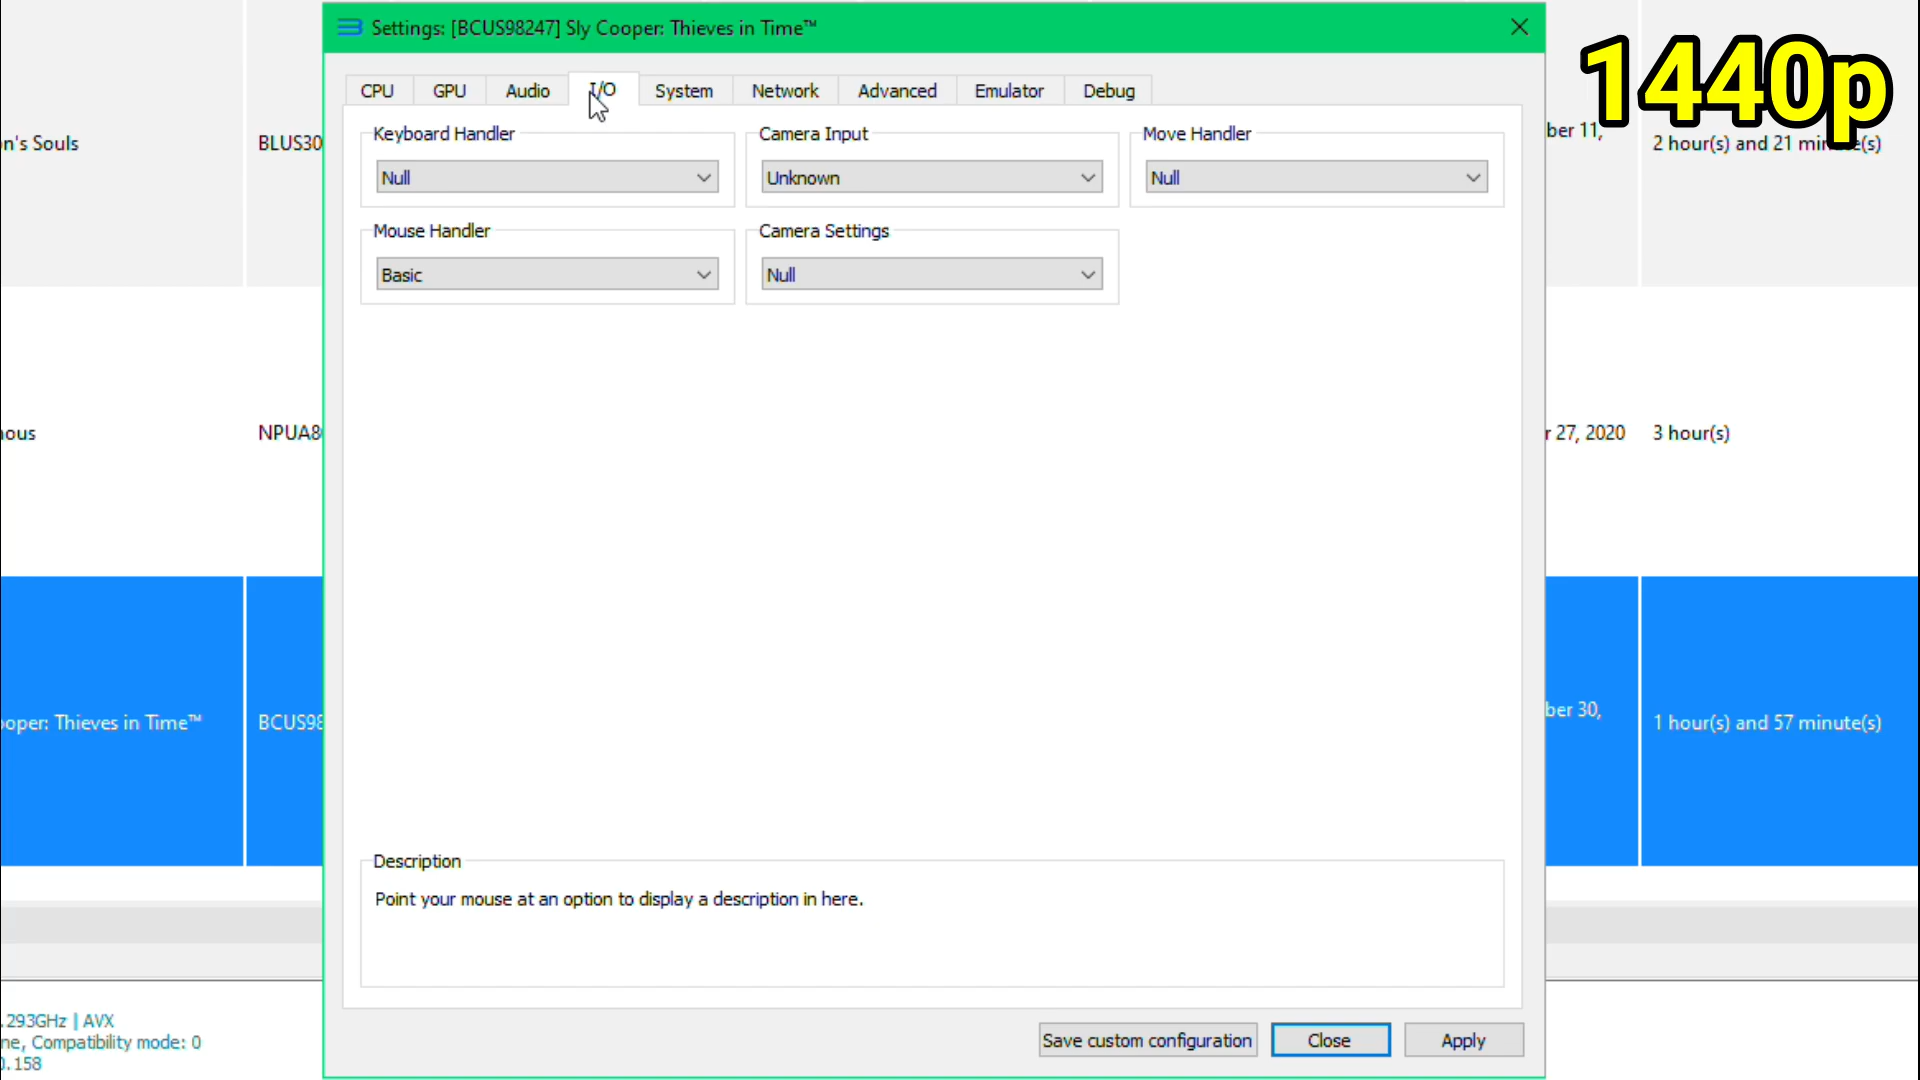 Settings: [BCUS98247] Sly Cooper: Thieves in Time™
1440p
CPU GPU Audio I/O System Network Advanced Emulator Debug
Keyboard Handler Camera Input Move Handler
Null Unknown Null
Mouse Handler Camera Settings
Basic Null
n's Souls BLUS30 ber 11, 2 hour(s) and 21 minute(s)
ous NPUA8 r 27, 2020 3 hour(s)
ooper: Thieves in Time™ BCUS98 ber 30, 1 hour(s) and 57 minute(s)
Description
Point your mouse at an option to display a description in here.
.293GHz | AVX
ne, Compatibility mode: 0
0.158
Save custom configuration Close Apply